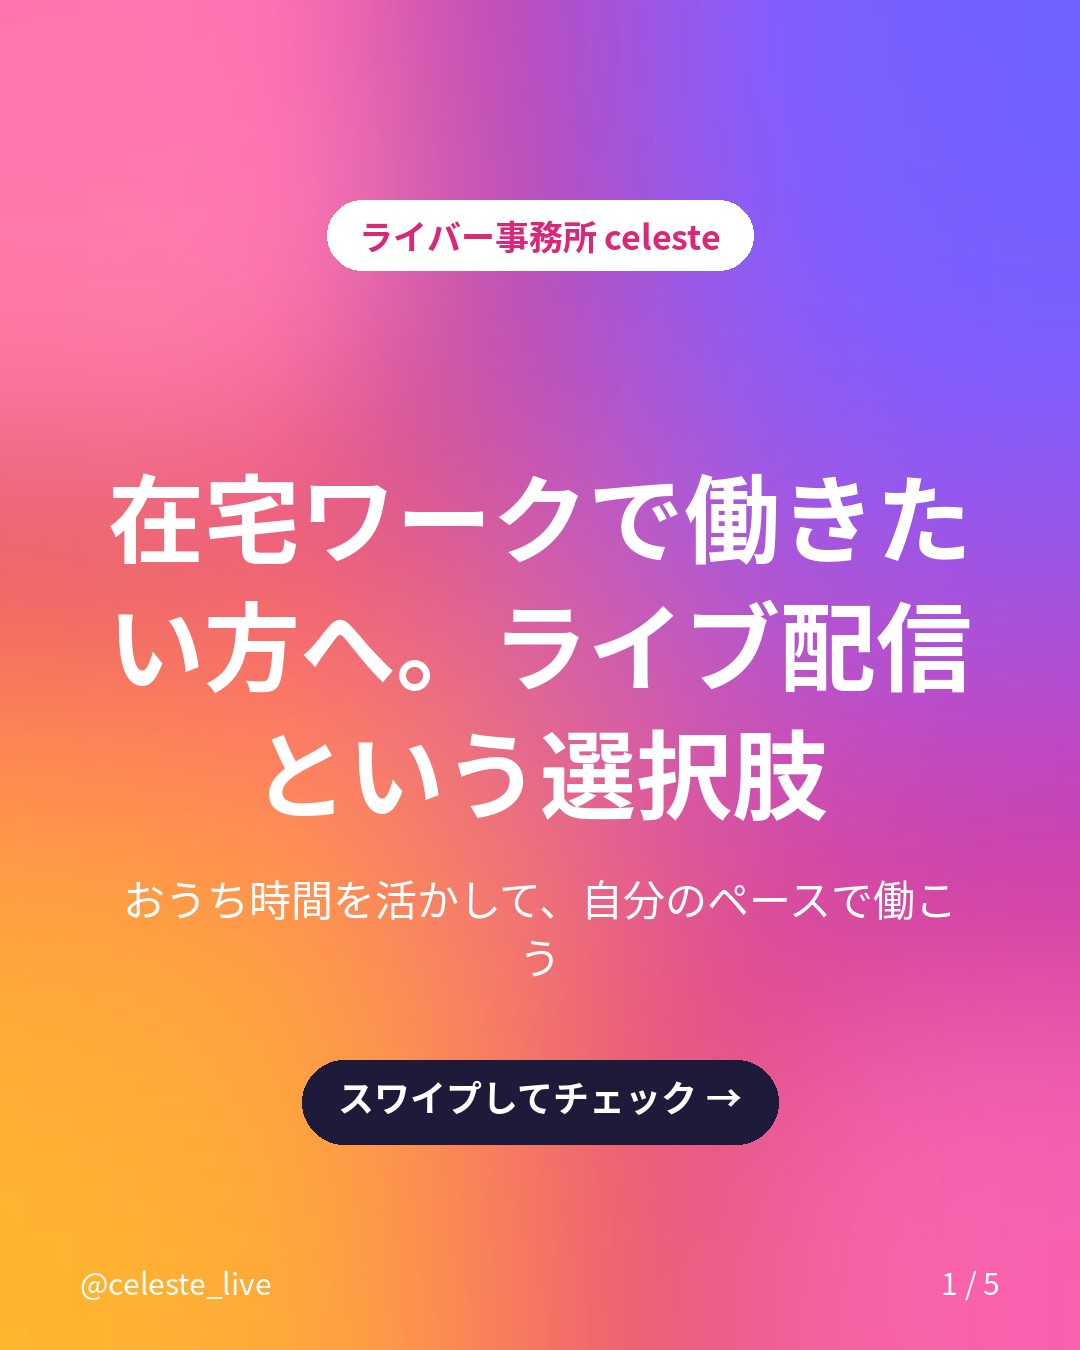 ライバー事務所 celeste
在宅ワークで働きた
い方へ。ライブ配信
という選択肢
おうち時間を活かして、自分のペースで働こ
う
スワイプしてチェック →
@celeste_live
1 / 5